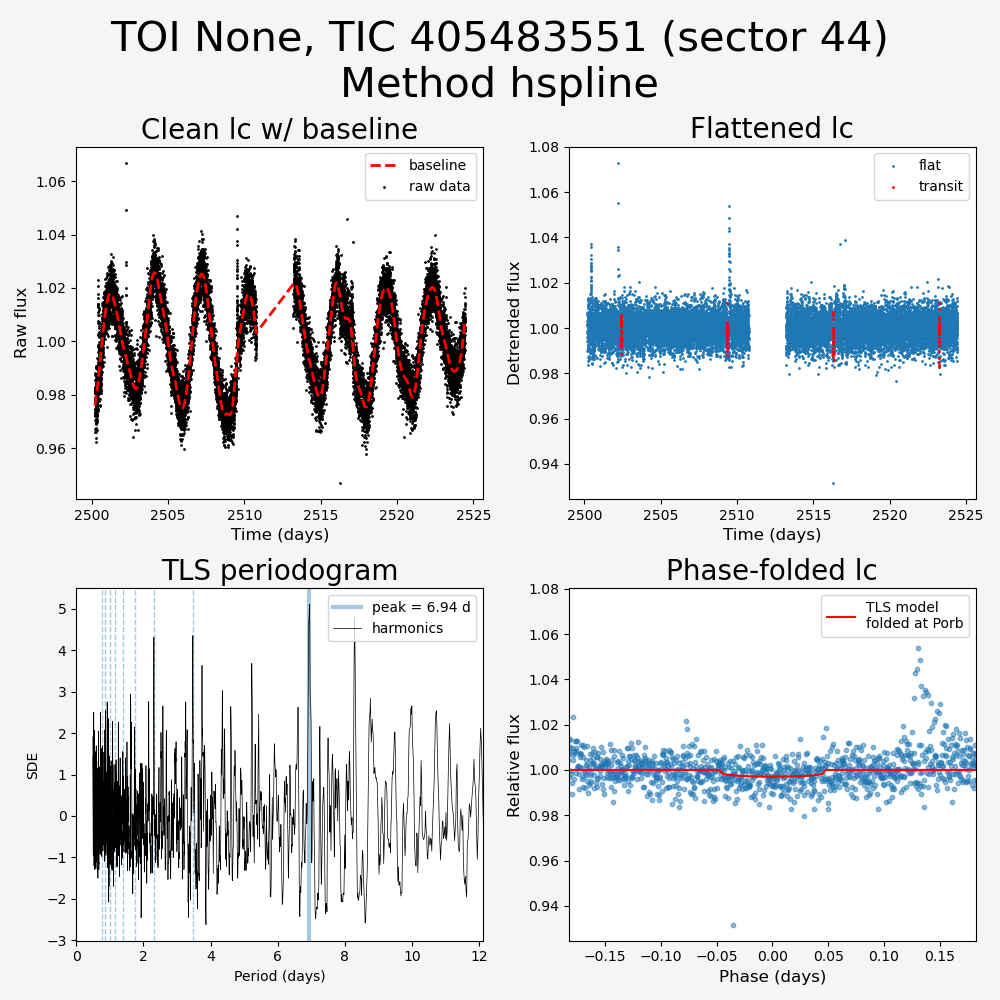 TOI None, TIC 405483551 (sector 44)
Method hspline
Clean lc w/ baseline
baseline
raw data
1.06
1.04
1.02
1.00
0.98
0.96
Raw flux
2500
2505
2510
2515
2520
2525
Time (days)
Flattened lc
flat
transit
1.08
1.06
1.04
1.02
1.00
0.98
0.96
0.94
Detrended flux
2500
2505
2510
2515
2520
2525
Time (days)
TLS periodogram
peak = 6.94 d
harmonics
5
4
3
2
1
0
−1
−2
−3
SDE
0
2
4
6
8
10
12
Period (days)
Phase-folded lc
TLS model
folded at Porb
1.08
1.06
1.04
1.02
1.00
0.98
0.96
0.94
Relative flux
−0.15
−0.10
−0.05
0.00
0.05
0.10
0.15
Phase (days)